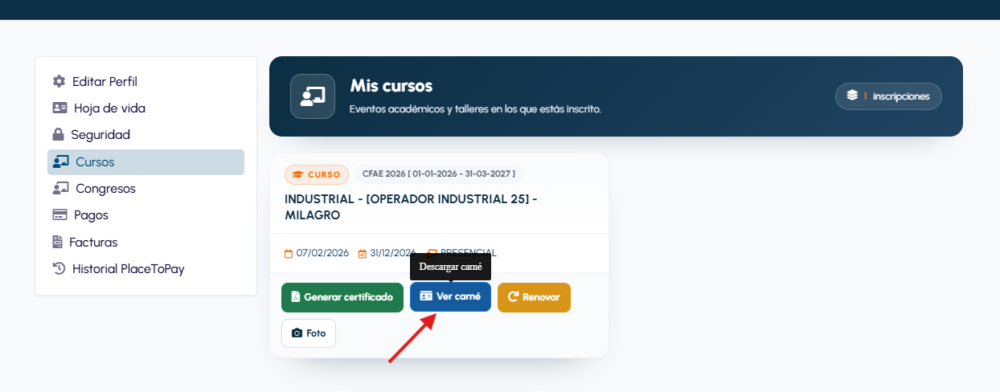 Editar Perfil
Hoja de vida
Seguridad
Cursos
Congresos
Pagos
Facturas
Historial PlaceToPay
Mis cursos
Eventos académicos y talleres en los que estás inscrito.
1 inscripciones
CURSO
CFAE 2026 [ 01-01-2026 - 31-03-2027 ]
INDUSTRIAL - [OPERADOR INDUSTRIAL 25] -
MILAGRO
07/02/2026 31/12/2026 PRESENCIAL
Descargar carné
Generar certificado
Ver carné
Renovar
Foto